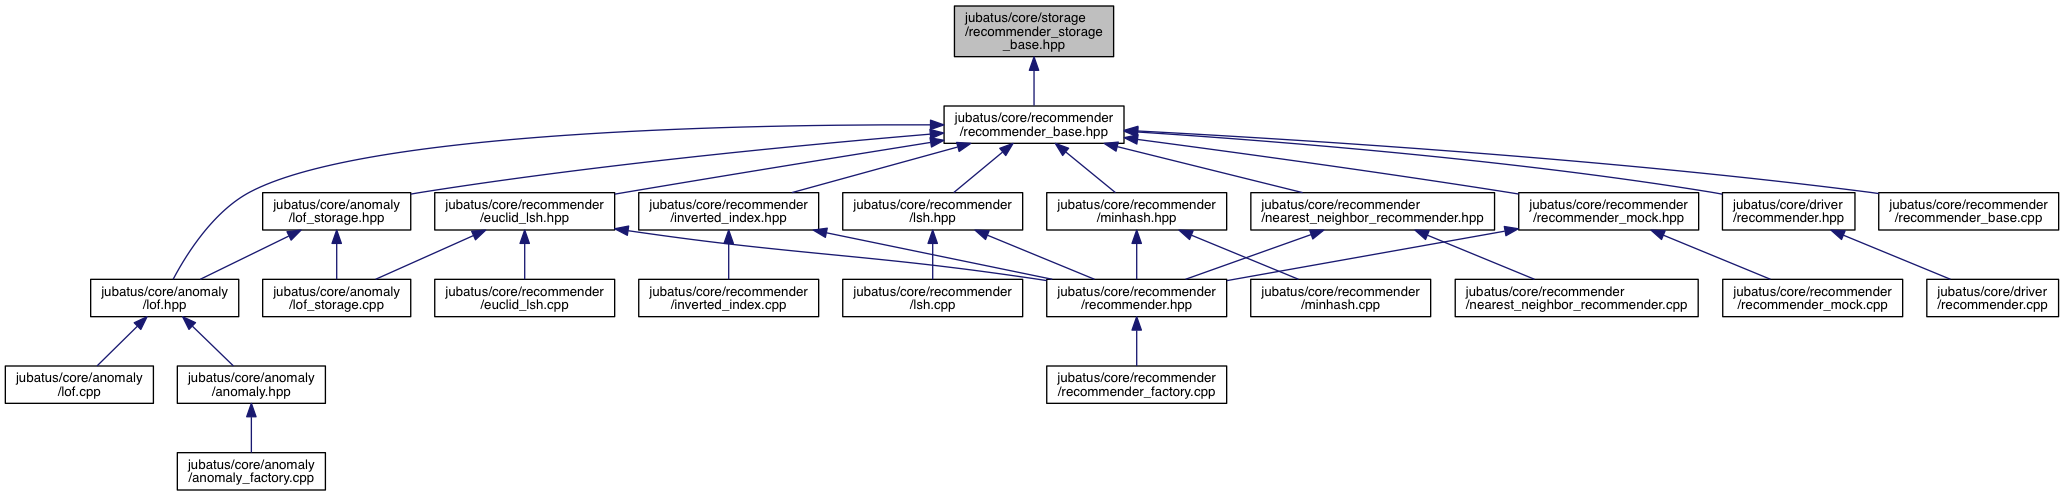 jubatus/core/storage
/recommender_storage
_base.hpp
jubatus/core/recommender
/recommender_base.hpp
jubatus/core/anomaly
/lof_storage.hpp
jubatus/core/recommender
/euclid_lsh.hpp
jubatus/core/recommender
/inverted_index.hpp
jubatus/core/recommender
/lsh.hpp
jubatus/core/recommender
/minhash.hpp
jubatus/core/recommender
/nearest_neighbor_recommender.hpp
jubatus/core/recommender
/recommender_mock.hpp
jubatus/core/driver
/recommender.hpp
jubatus/core/recommender
/recommender_base.cpp
jubatus/core/anomaly
/lof.hpp
jubatus/core/anomaly
/lof_storage.cpp
jubatus/core/recommender
/euclid_lsh.cpp
jubatus/core/recommender
/inverted_index.cpp
jubatus/core/recommender
/lsh.cpp
jubatus/core/recommender
/recommender.hpp
jubatus/core/recommender
/minhash.cpp
jubatus/core/recommender
/nearest_neighbor_recommender.cpp
jubatus/core/recommender
/recommender_mock.cpp
jubatus/core/driver
/recommender.cpp
jubatus/core/anomaly
/lof.cpp
jubatus/core/anomaly
/anomaly.hpp
jubatus/core/recommender
/recommender_factory.cpp
jubatus/core/anomaly
/anomaly_factory.cpp